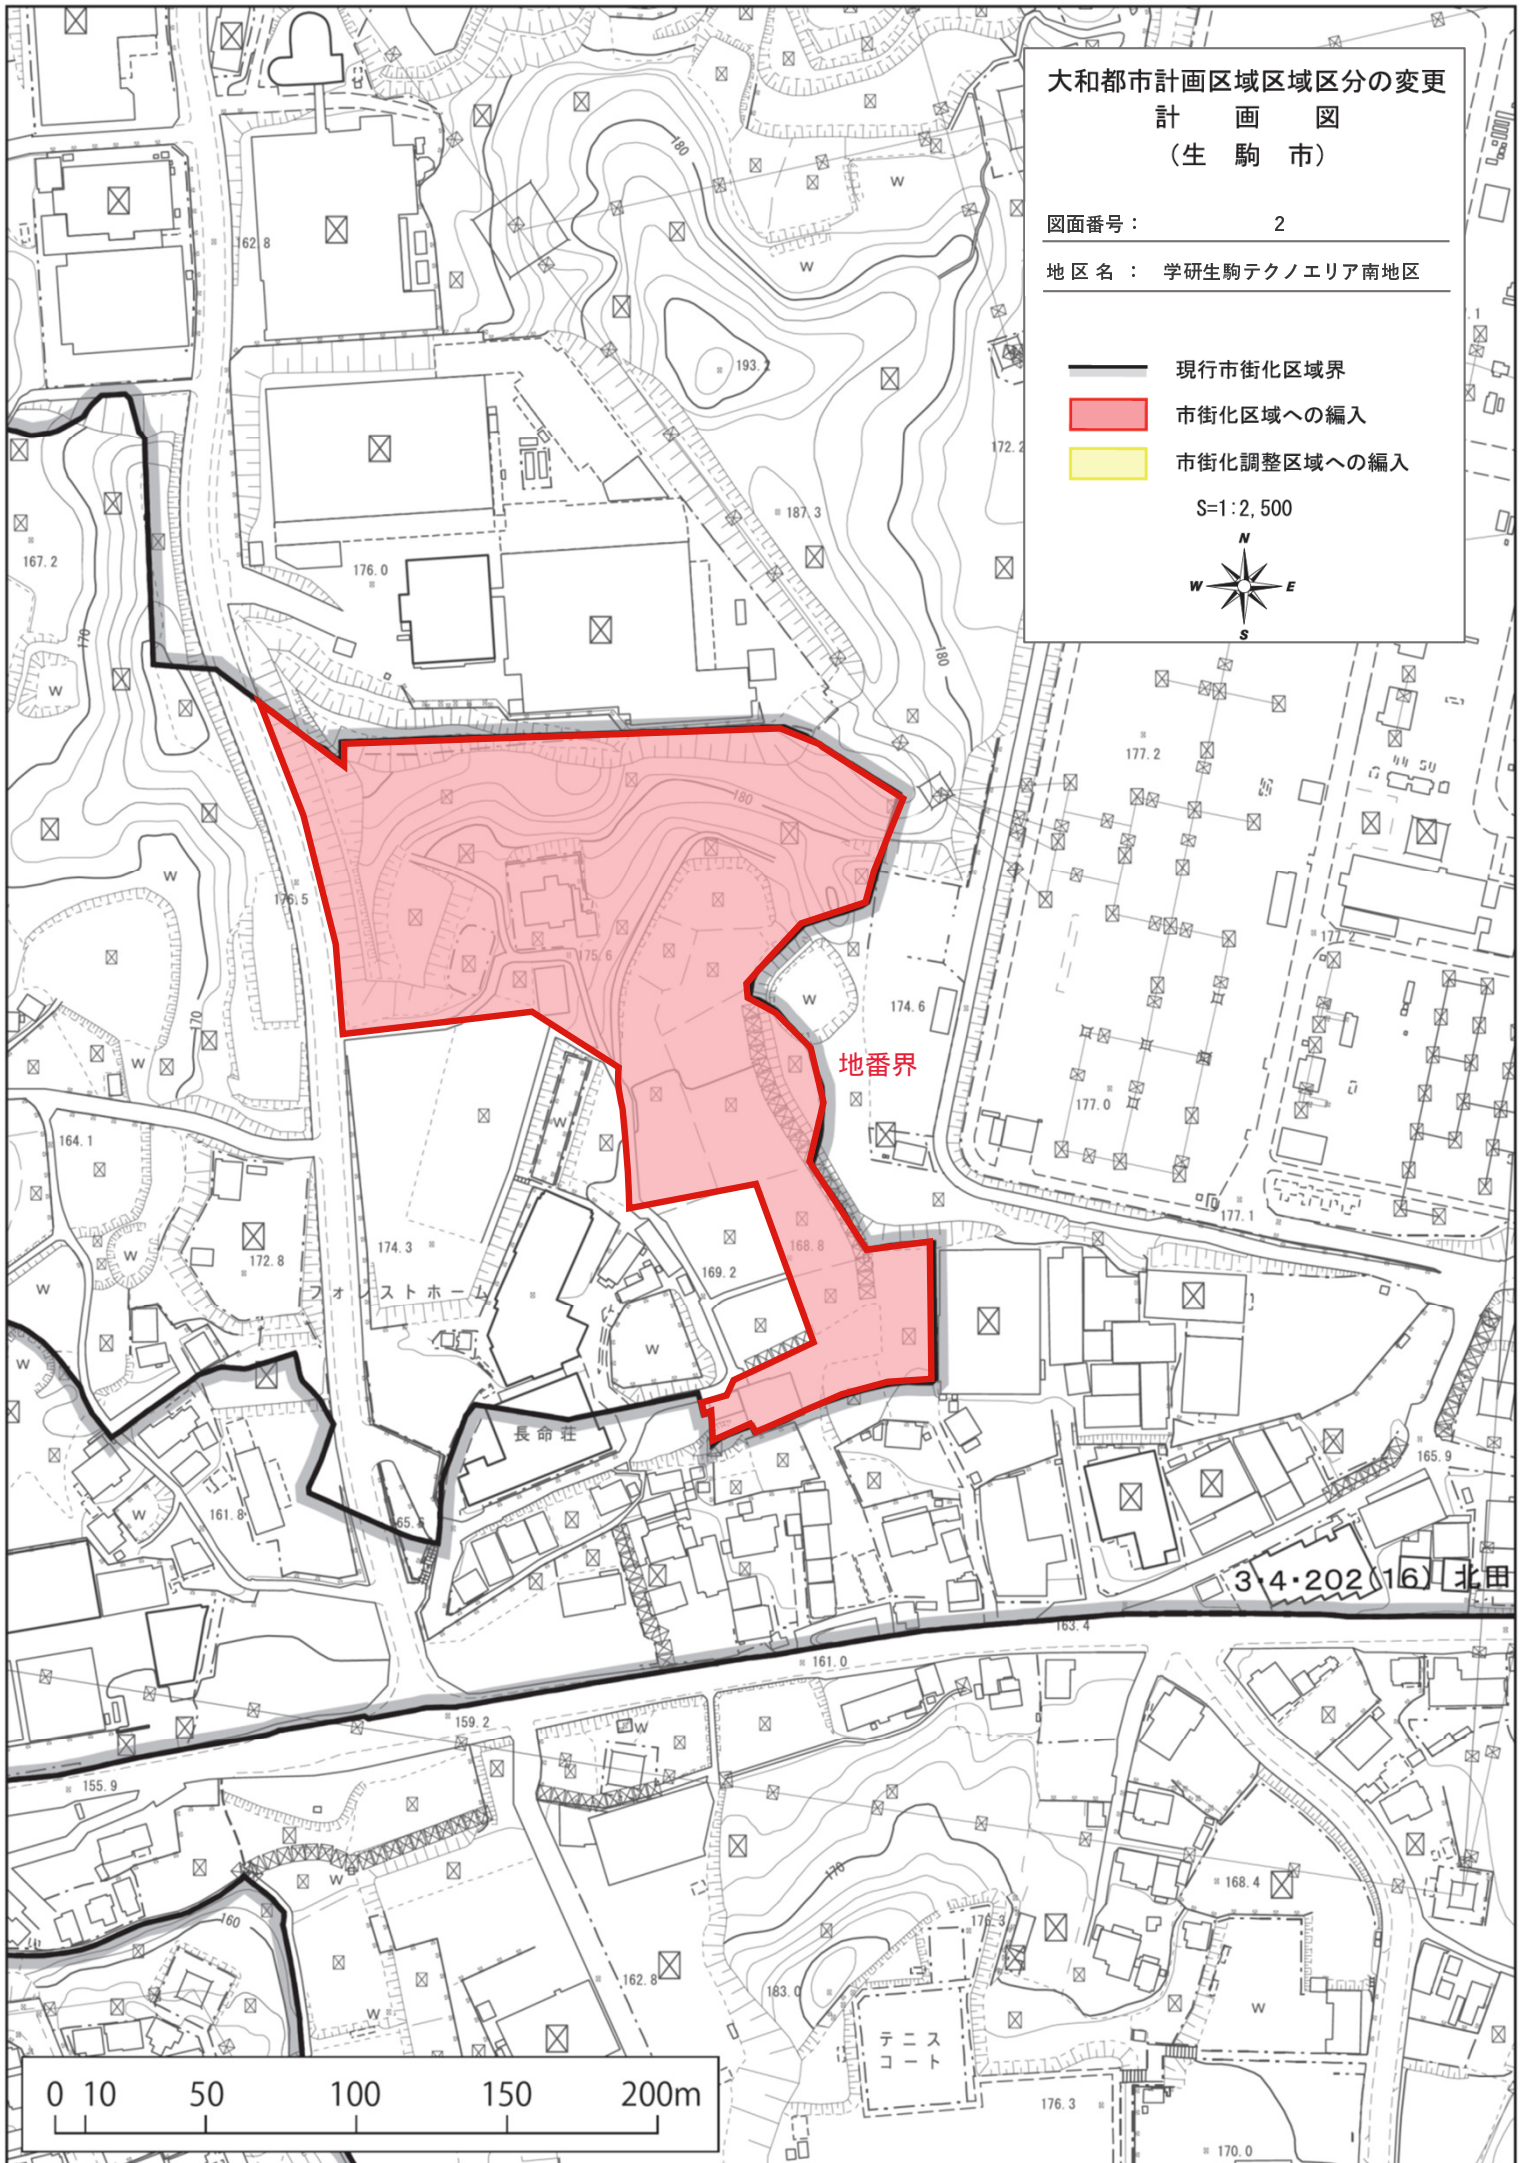 大和都市計画区域区域区分の変更
計 画 図
（生 駒 市）
図面番号： 2
地区名 ： 学研生駒テクノエリア南地区
現行市街化区域界
市街化区域への編入
市街化調整区域への編入
S=1:2,500
N
W E
S
180
W
162.8
W
193.2
172.2
187.3
167.2
176.0
170
180
W
177.2
180
W
176.5
175.6
177.2
W
174.6
170
地番界
W
177.0
W
164.1
W
174.3
168.8
177.1
172.8
169.2
W
フォレストホーム
W
W
長命荘
165.9
W
161.8
65.6
3・4・202(16) 北田
163.4
161.0
159.2
W
155.9
170
168.4
W
160
176.3
162.8
183.0
W
W
テニス
コート
176.3
170.0
0 10 50 100 150 200m